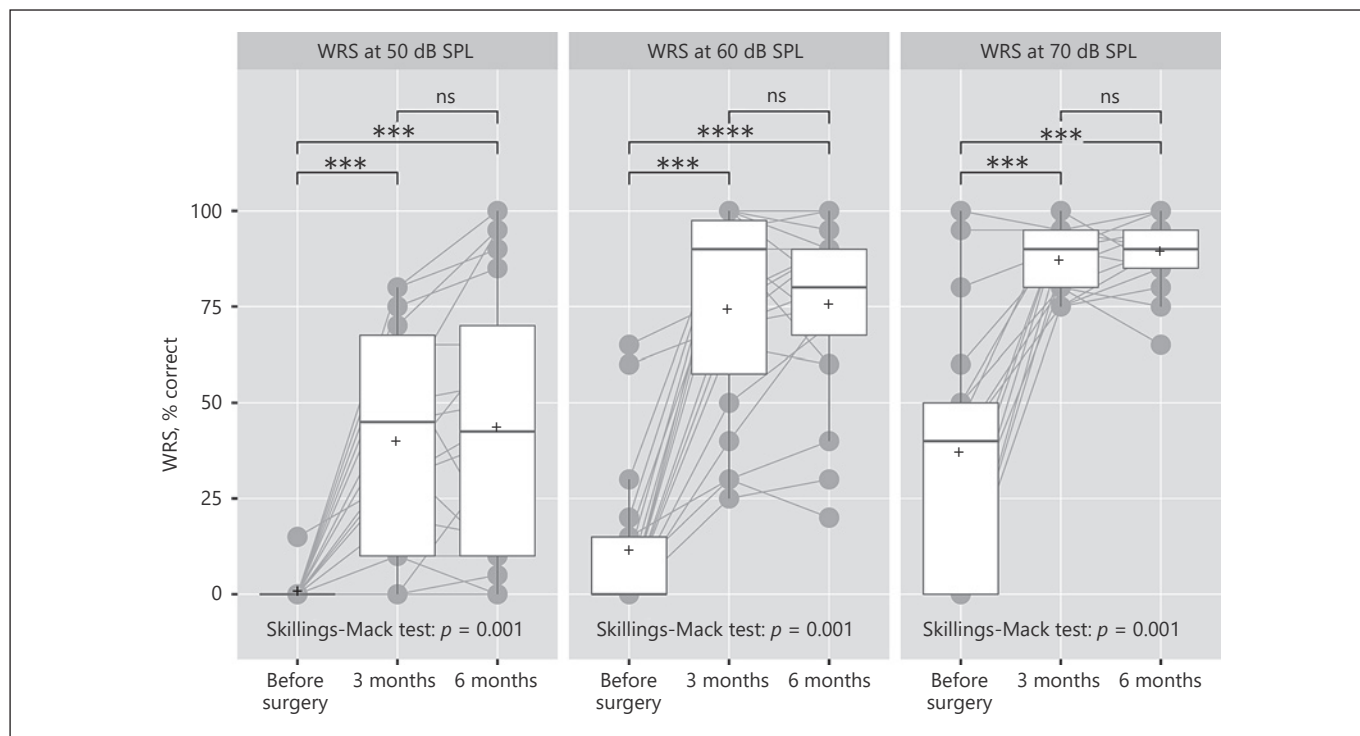 WRS at 50 dB SPL
WRS at 60 dB SPL
WRS at 70 dB SPL
ns
ns
ns
***
****
***
***
***
***
WRS, % correct
100
75
50
25
0
Skillings-Mack test: p = 0.001
Skillings-Mack test: p = 0.001
Skillings-Mack test: p = 0.001
Before
surgery
3 months
6 months
Before
surgery
3 months
6 months
Before
surgery
3 months
6 months